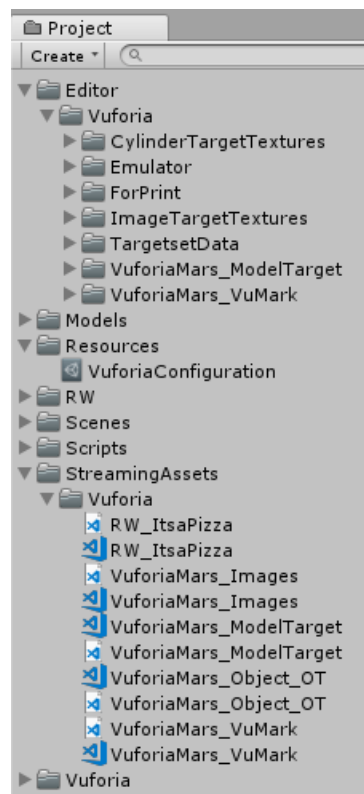 Project
Create
Editor
Vuforia
CylinderTargetTextures
Emulator
ForPrint
ImageTargetTextures
TargetsetData
VuforiaMars_ModelTarget
VuforiaMars_VuMark
Models
Resources
VuforiaConfiguration
RW
Scenes
Scripts
StreamingAssets
Vuforia
RW_ItsaPizza
RW_ItsaPizza
VuforiaMars_Images
VuforiaMars_Images
VuforiaMars_ModelTarget
VuforiaMars_ModelTarget
VuforiaMars_Object_OT
VuforiaMars_Object_OT
VuforiaMars_VuMark
VuforiaMars_VuMark
Vuforia